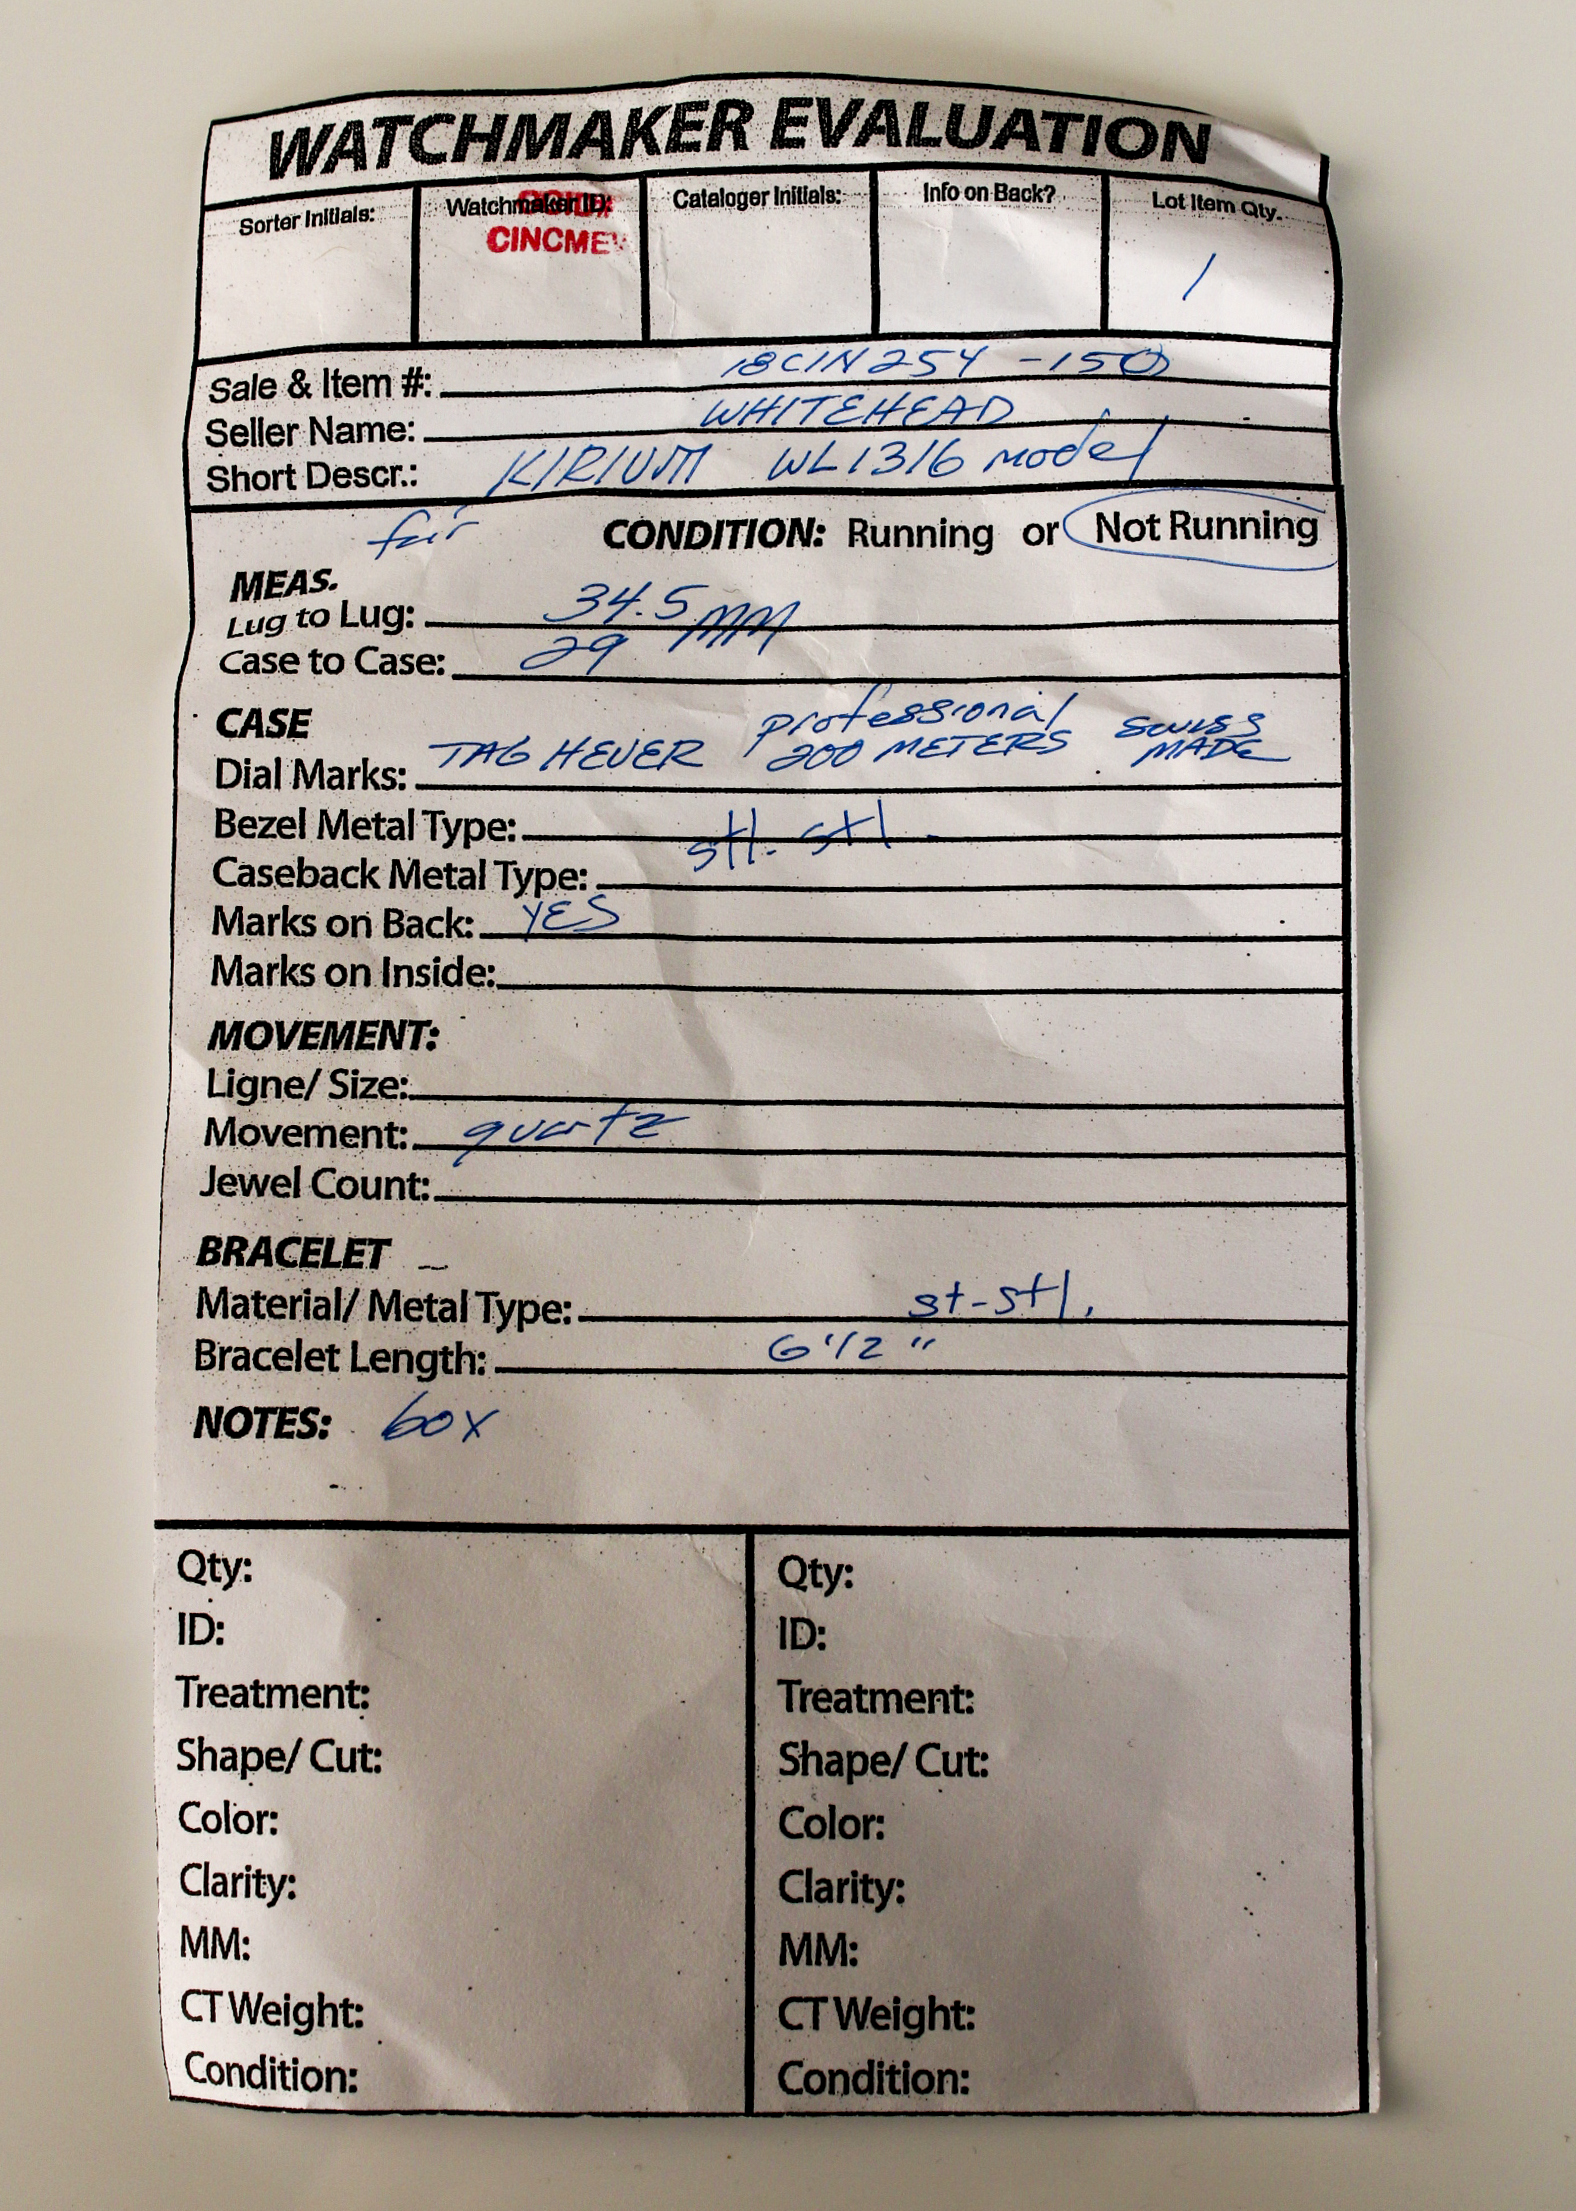 WATCHMAKER EVALUATION
Sorter Initials: Watchmaker ID: Cataloger Initials: Info on Back? Lot Item Qty.
CINCME
1
Sale & Item #: 18CIN254-150
Seller Name: WHITEHEAD
Short Descr.: KIRIUM WL1316 model
fair CONDITION: Running or Not Running
MEAS.
Lug to Lug: 34.5 MM
Case to Case: 29
CASE professional SWISS
Dial Marks: TAG HEUER 200 METERS MADE
Bezel Metal Type:
stl. stl.
Caseback Metal Type:
Marks on Back: YES
Marks on Inside:
MOVEMENT:
Ligne/ Size:
Movement: quartz
Jewel Count:
BRACELET
Material/ Metal Type: st-stl.
Bracelet Length: 6 1/2"
NOTES: box
Qty: Qty:
ID: ID:
Treatment: Treatment:
Shape/ Cut: Shape/ Cut:
Color: Color:
Clarity: Clarity:
MM: MM:
CT Weight: CT Weight:
Condition: Condition: